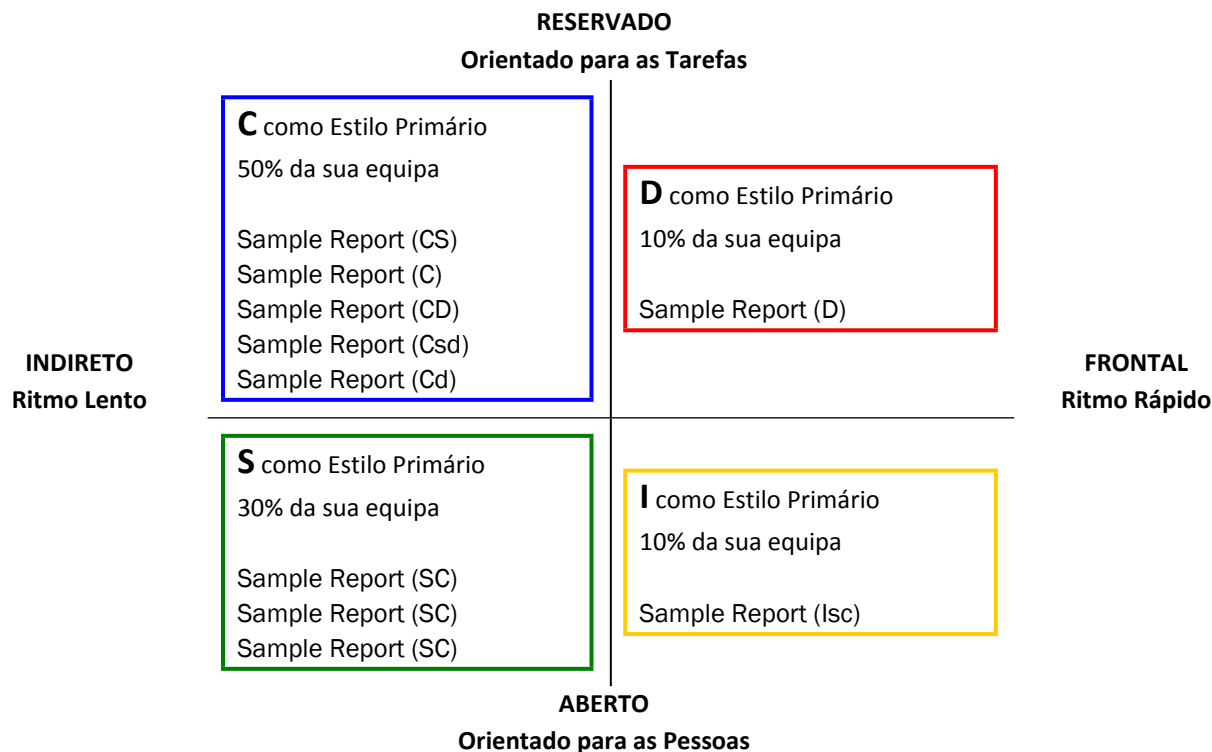 RESERVADO
Orientado para as Tarefas
C como Estilo Primário
50% da sua equipa
Sample Report (CS)
Sample Report (C)
Sample Report (CD)
Sample Report (Csd)
Sample Report (Cd)
D como Estilo Primário
10% da sua equipa
Sample Report (D)
INDIRETO
Ritmo Lento
FRONTAL
Ritmo Rápido
S como Estilo Primário
30% da sua equipa
Sample Report (SC)
Sample Report (SC)
Sample Report (SC)
I como Estilo Primário
10% da sua equipa
Sample Report (Isc)
ABERTO
Orientado para as Pessoas